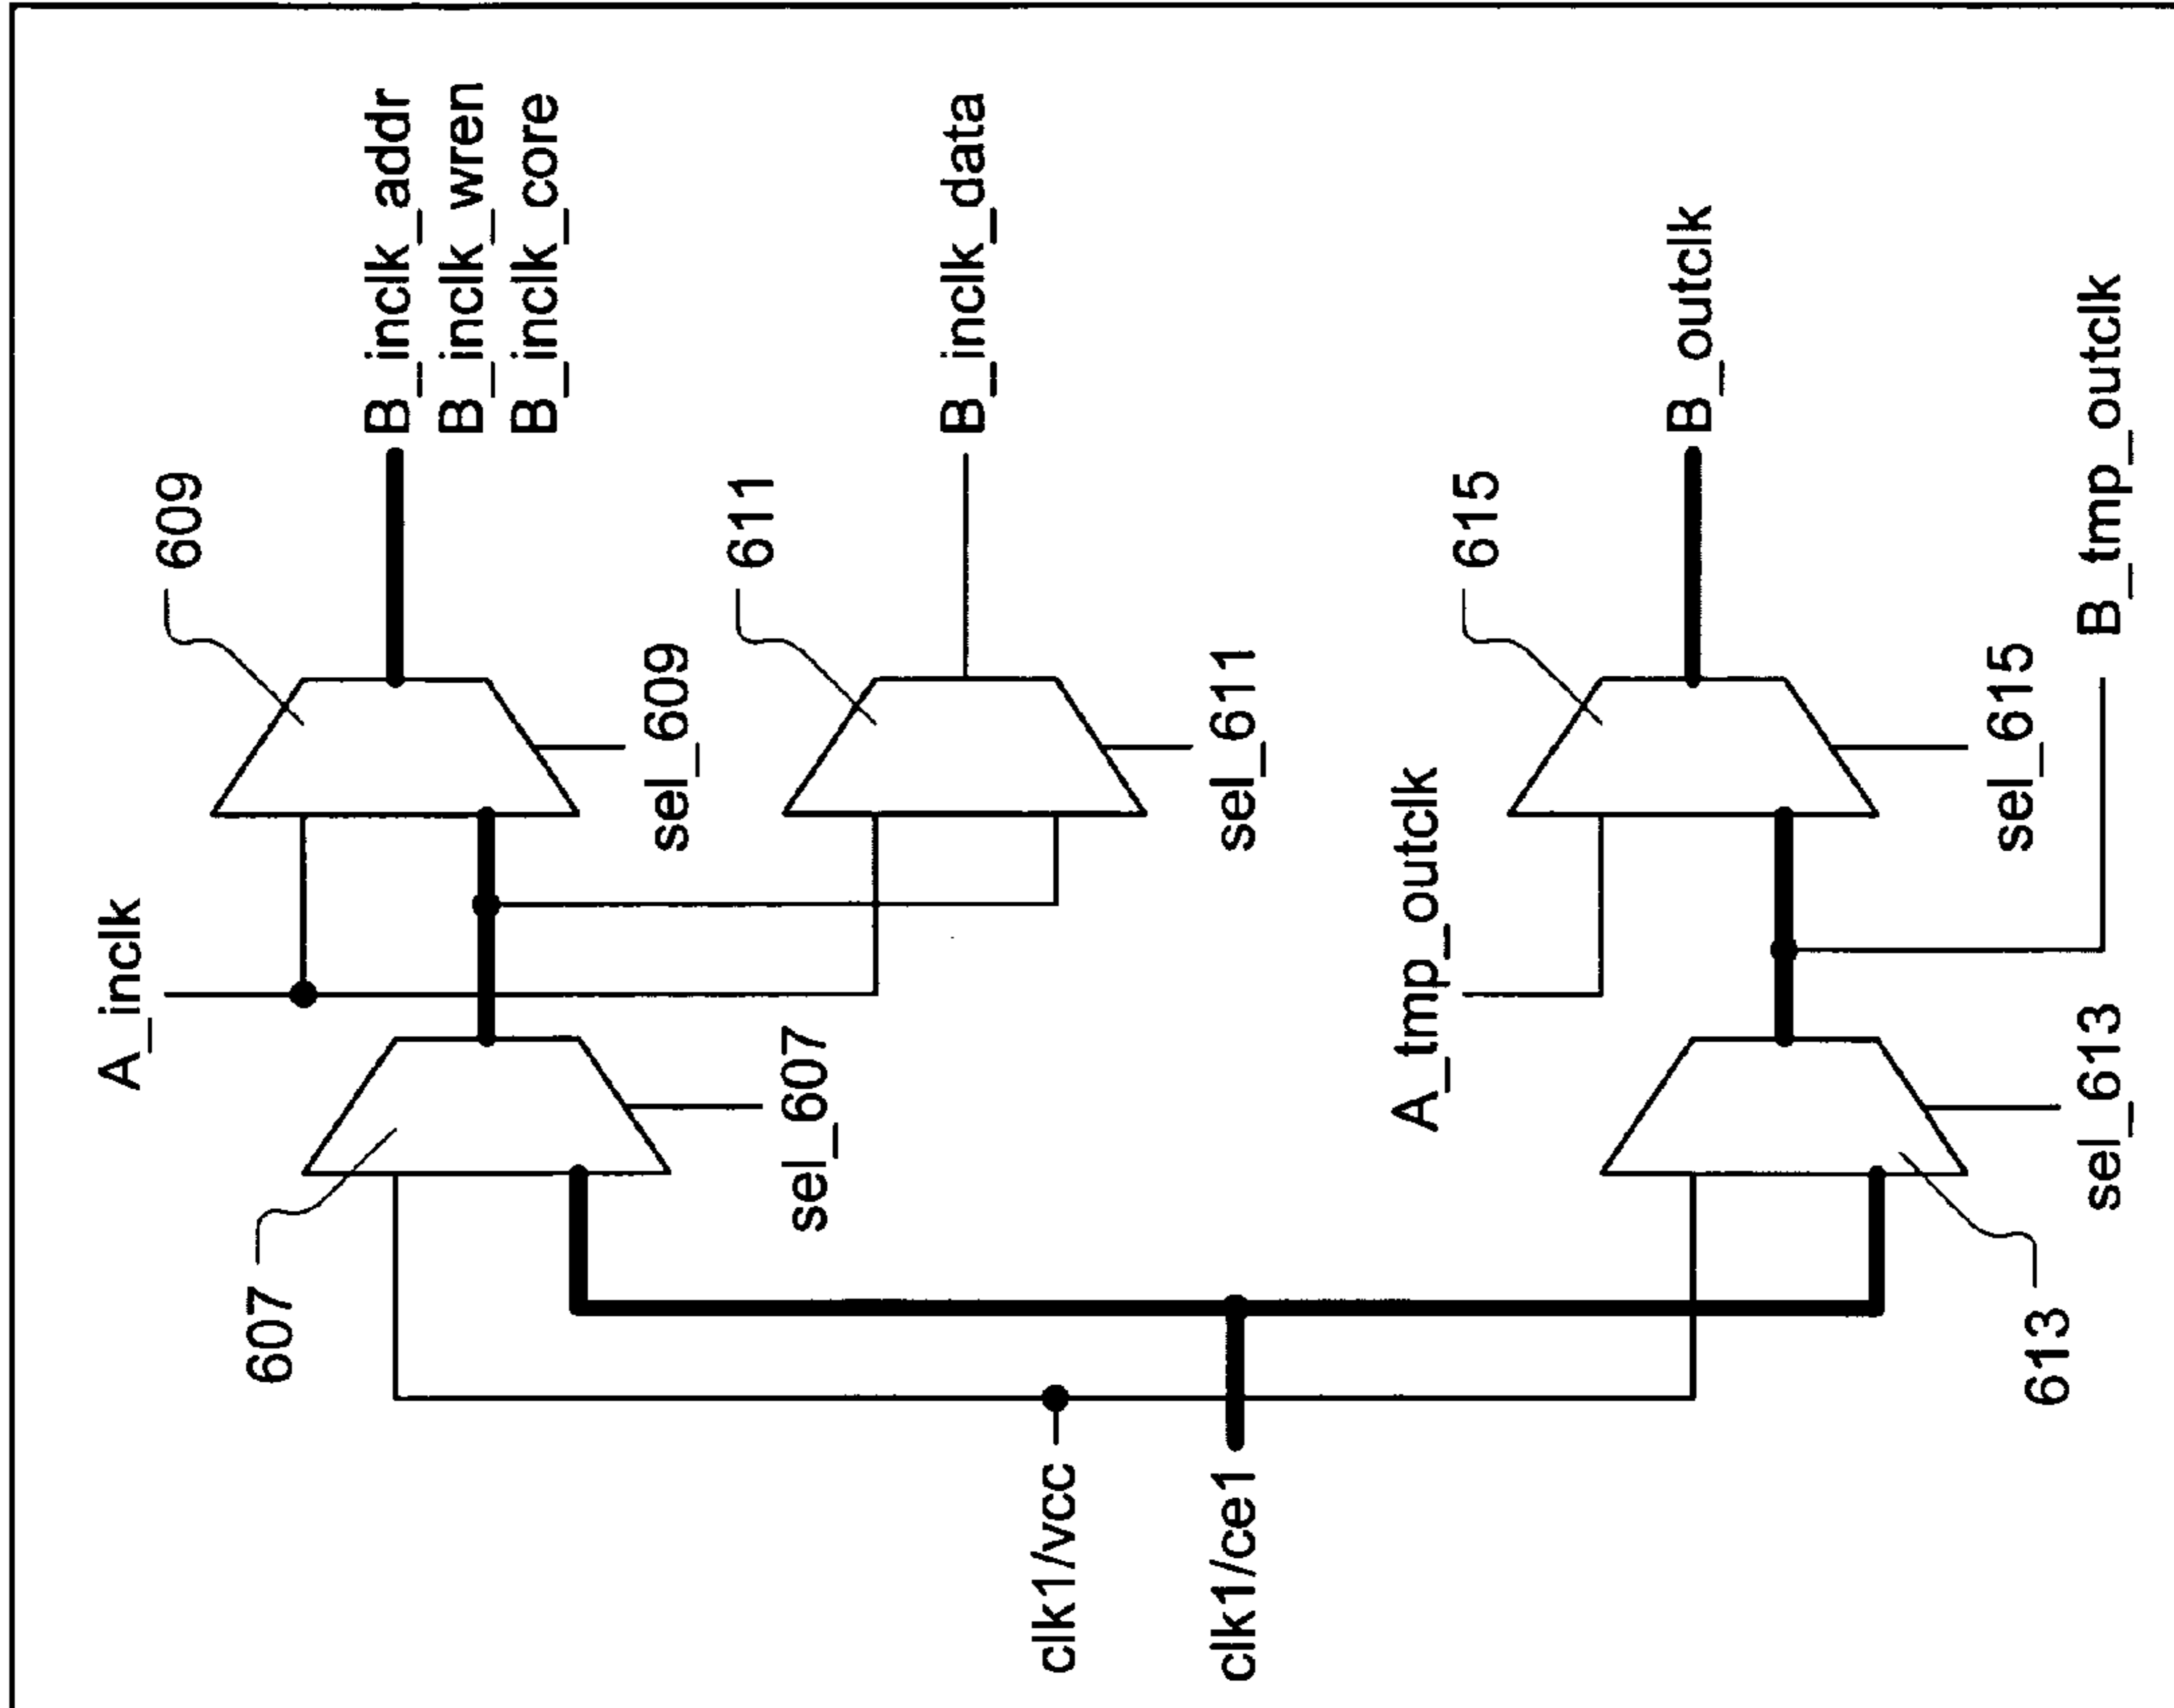 A_inclk
607
sel_607
609
sel_609
B_inclk_addr
B_inclk_wren
B_inclk_core
611
sel_611
B_inclk_data
clk1/vcc
clk1/ce1
A_tmp_outclk
613
sel_613
615
sel_615
B_outclk
B_tmp_outclk